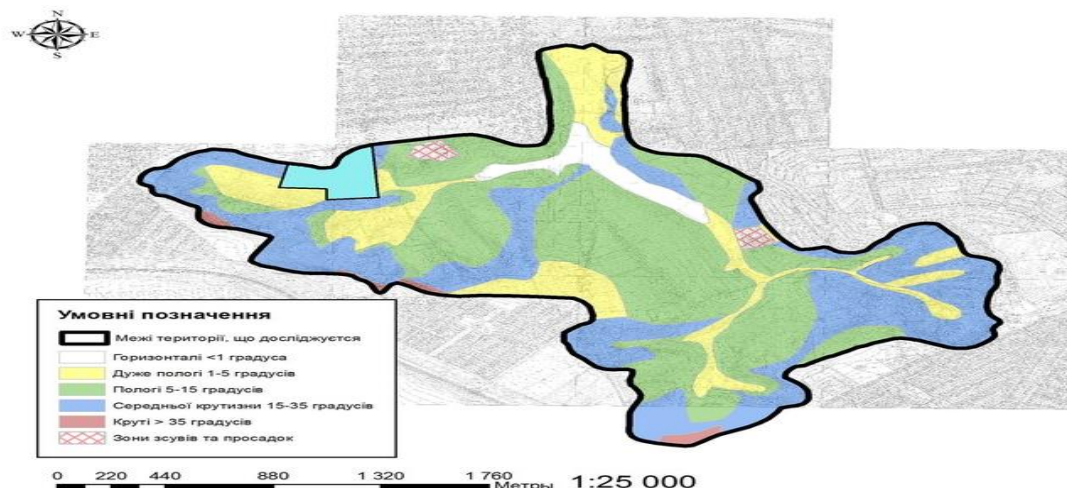 N
W E
S
Умовні позначення
Межі території, що досліджується
Горизонталі <1 градуса
Дуже пологі 1-5 градусів
Пологі 5-15 градусів
Середньої крутизни 15-35 градусів
Круті > 35 градусів
Зони зсувів та просадок
0 220 440 880 1 320 1 760
Метры 1:25 000